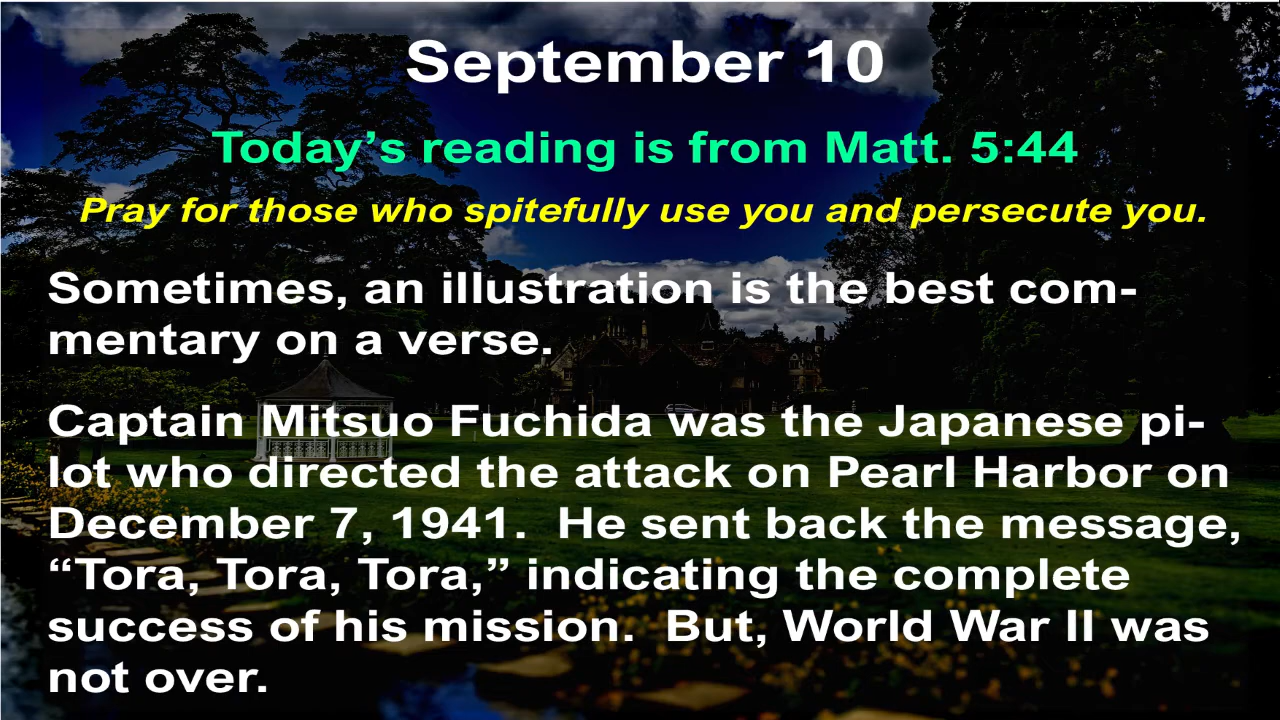 September 10
Today’s reading is from Matt. 5:44
Pray for those who spitefully use you and persecute you.
Sometimes, an illustration is the best com-
mentary on a verse.
Captain Mitsuo Fuchida was the Japanese pi-
lot who directed the attack on Pearl Harbor on
December 7, 1941.  He sent back the message,
“Tora, Tora, Tora,” indicating the complete
success of his mission.  But, World War II was
not over.